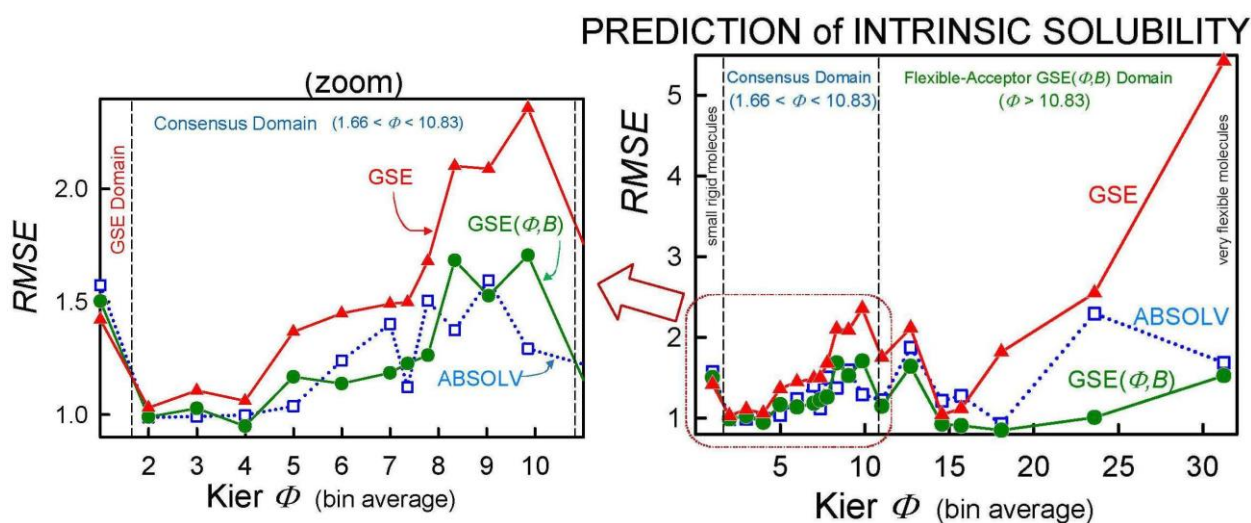 PREDICTION of INTRINSIC SOLUBILITY
(zoom)
Consensus Domain (1.66 < Φ < 10.83)
GSE Domain
GSE
GSE(Φ,B)
ABSOLV
RMSE
2.0
1.5
1.0
2 3 4 5 6 7 8 9 10
Kier Φ (bin average)
Consensus Domain
(1.66 < Φ < 10.83)
Flexible-Acceptor GSE(Φ,B) Domain
(Φ > 10.83)
small rigid molecules
very flexible molecules
GSE
ABSOLV
GSE(Φ,B)
RMSE
5
4
3
2
1
5 10 15 20 25 30
Kier Φ (bin average)